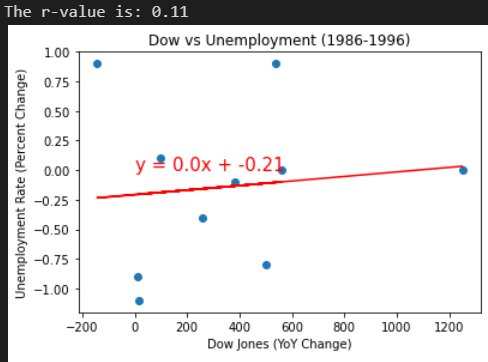 The r-value is: 0.11
Dow vs Unemployment (1986-1996)
Unemployment Rate (Percent Change)
1.00
0.75
0.50
0.25
0.00
−0.25
−0.50
−0.75
−1.00
y = 0.0x + -0.21
−200 0 200 400 600 800 1000 1200
Dow Jones (YoY Change)